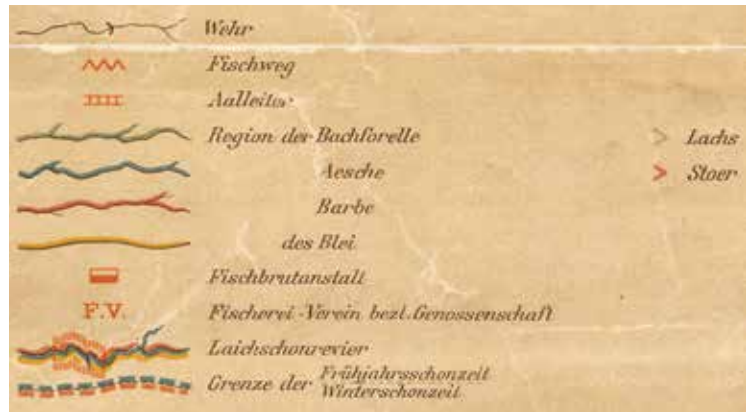 Wehr
Fischweg
Aalleiter
Region der Bachforelle
Aesche
Barbe
des Blei
Fischbrutanstalt
F.V. Fischerei-Verein bezl. Genossenschaft
Laichschonrevier
Grenze der Frühjahrsschonzeit
Winterschonzeit
> Lachs
> Stoer